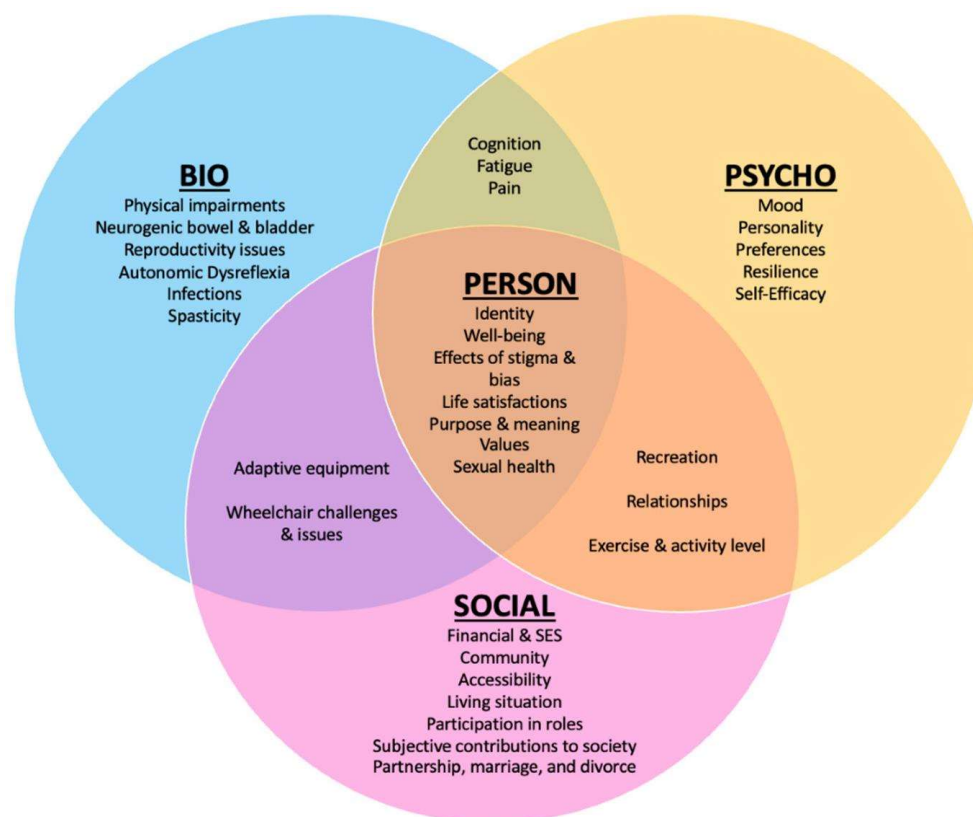 BIO
Physical impairments
Neurogenic bowel & bladder
Reproductivity issues
Autonomic Dysreflexia
Infections
Spasticity
Cognition
Fatigue
Pain
PSYCHO
Mood
Personality
Preferences
Resilience
Self-Efficacy
PERSON
Identity
Well-being
Effects of stigma &
bias
Life satisfactions
Purpose & meaning
Values
Sexual health
Adaptive equipment
Wheelchair challenges
& issues
Recreation
Relationships
Exercise & activity level
SOCIAL
Financial & SES
Community
Accessibility
Living situation
Participation in roles
Subjective contributions to society
Partnership, marriage, and divorce